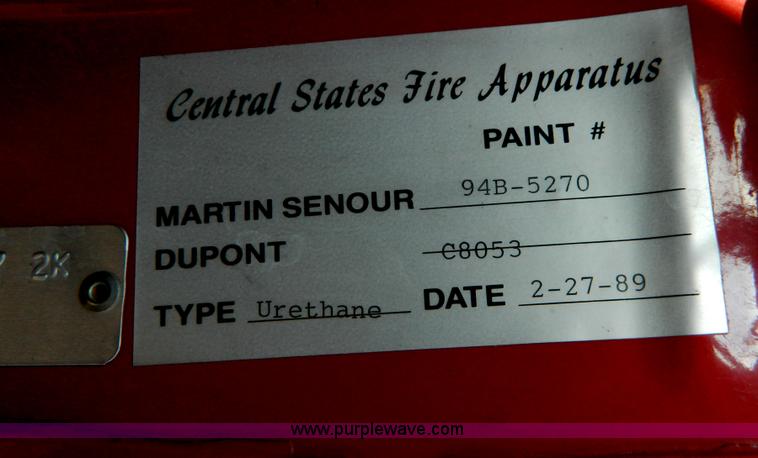 Central States Fire Apparatus
PAINT #
MARTIN SENOUR 94B-5270
DUPONT C8053
TYPE Urethane DATE 2-27-89
2K
www.purplewave.com